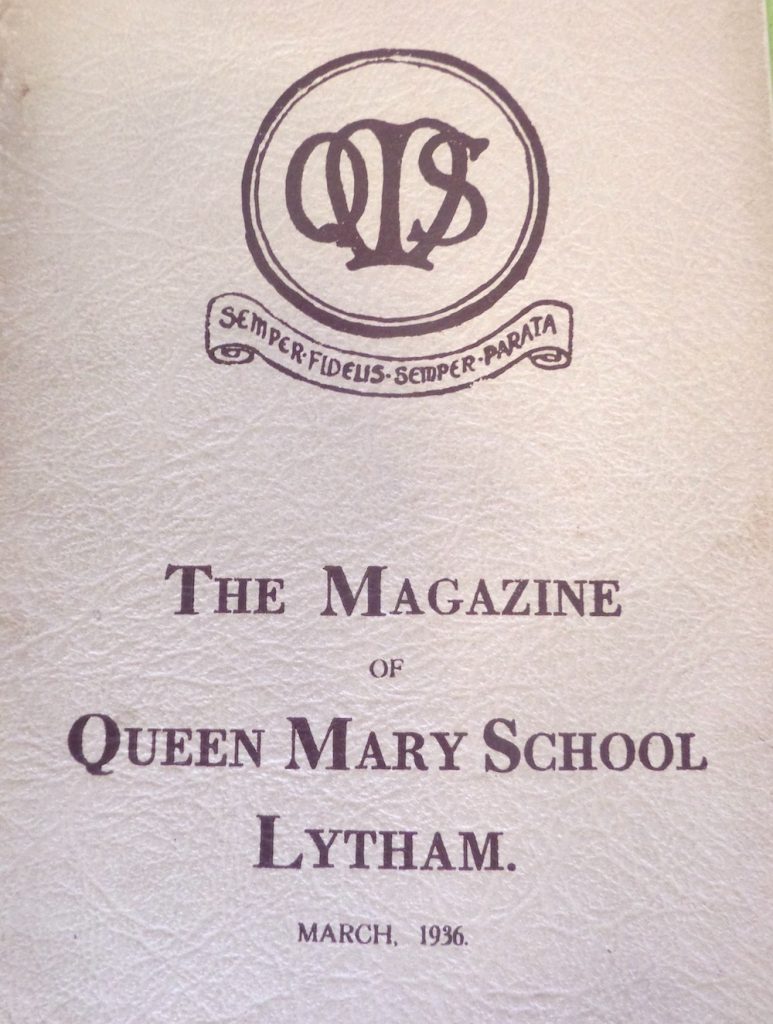 QMS
SEMPER·FIDELIS·SEMPER·PARATA
THE MAGAZINE
OF
QUEEN MARY SCHOOL
LYTHAM.
MARCH, 1936.